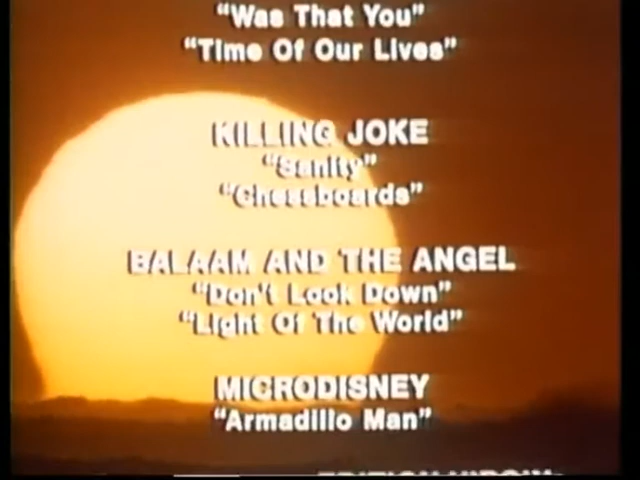 “Was That You”
“Time Of Our Lives”
KILLING JOKE
“Sanity”
“Chessboards”
BALAAM AND THE ANGEL
“Don't Look Down”
“Light Of The World”
MICRODISNEY
“Armadillo Man”